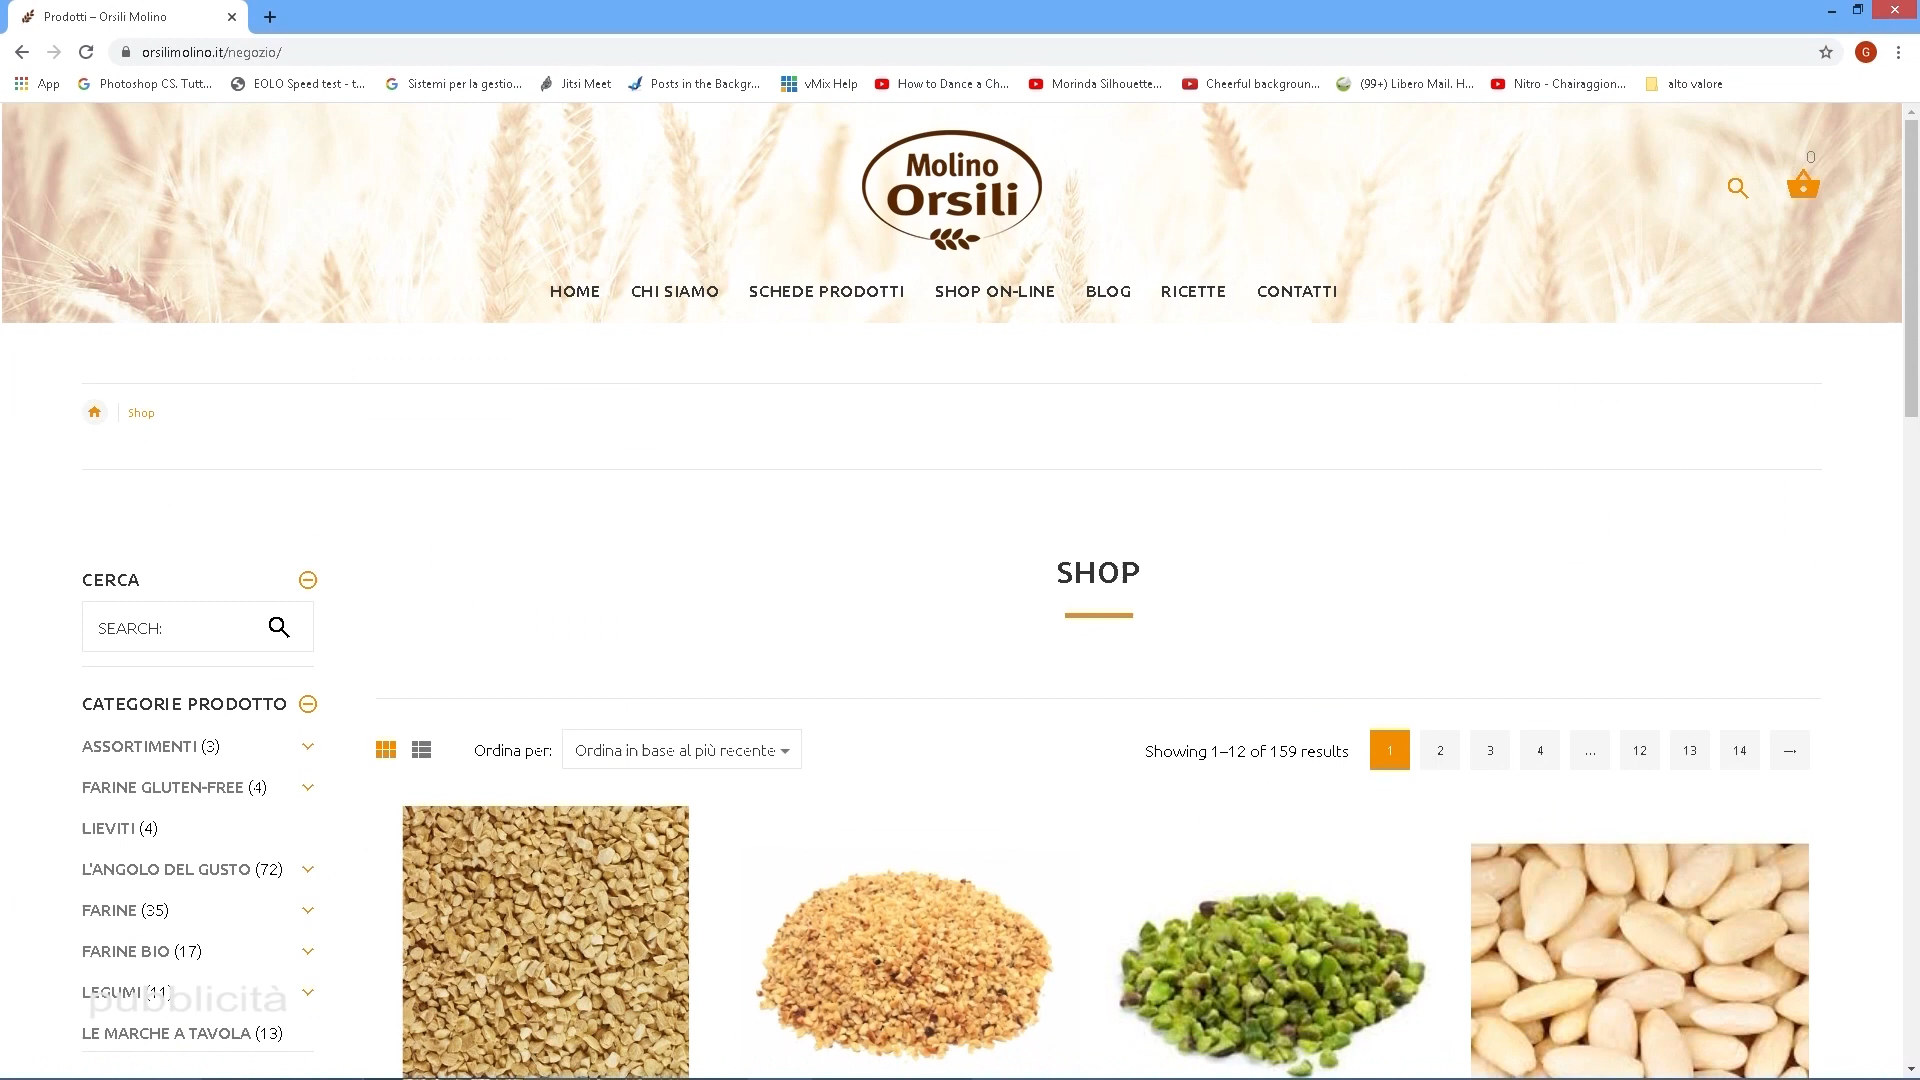 Prodotti – Orsili Molino
orsilimolino.it/negozio/
G
App
Photoshop CS. Tutt...
EOLO Speed test - t...
Sistemi per la gestio...
Jitsi Meet
Posts in the Backgr...
vMix Help
How to Dance a Ch...
Morinda Silhouette...
Cheerful backgroun...
(99+) Libero Mail. H...
Nitro - Chairaggion...
alto valore
Molino
Orsili
0
HOME CHI SIAMO SCHEDE PRODOTTI SHOP ON-LINE BLOG RICETTE CONTATTI
Shop
CERCA
SEARCH:
CATEGORIE PRODOTTO
ASSORTIMENTI (3)
FARINE GLUTEN-FREE (4)
LIEVITI (4)
L'ANGOLO DEL GUSTO (72)
FARINE (35)
FARINE BIO (17)
LEGUMI (11)
pubblicità
LE MARCHE A TAVOLA (13)
SHOP
Ordina per: Ordina in base al più recente
Showing 1–12 of 159 results
1 2 3 4 ... 12 13 14 →